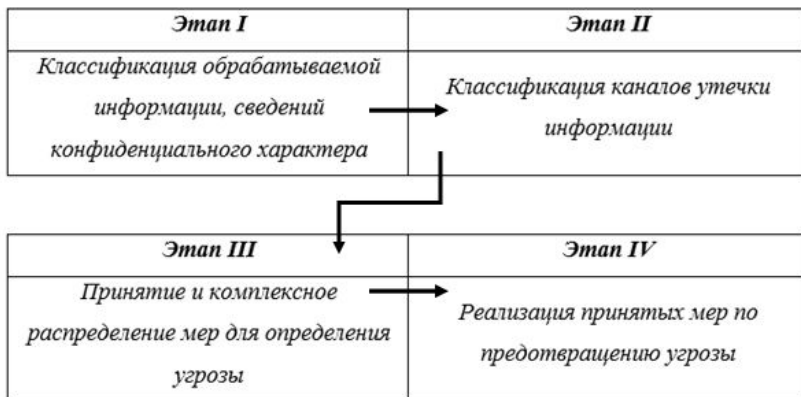 Этап I
Классификация обрабатываемой
информации, сведений
конфиденциального характера
Этап II
Классификация каналов утечки
информации
Этап III
Принятие и комплексное
распределение мер для определения
угрозы
Этап IV
Реализация принятых мер по
предотвращению угрозы